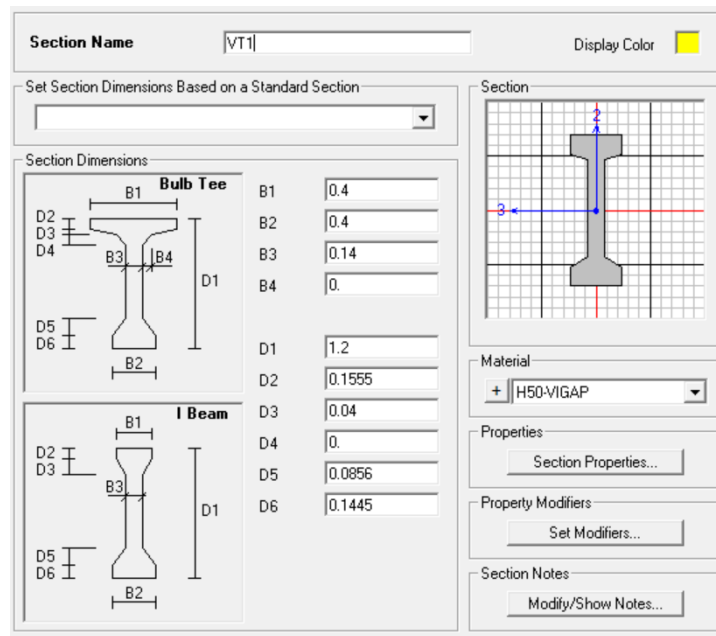 Section Name VT1 Display Color
Set Section Dimensions Based on a Standard Section
Section
2
3
Section Dimensions
Bulb Tee
B1
D2
D3
D4
B3 B4
D1
D5
D6
B2
B1 0.4
B2 0.4
B3 0.14
B4 0.
D1 1.2
D2 0.1555
D3 0.04
D4 0.
D5 0.0856
D6 0.1445
I Beam
B1
D2
D3
B3
D1
D5
D6
B2
Material
+ H50-VIGAP
Properties
Section Properties...
Property Modifiers
Set Modifiers...
Section Notes
Modify/Show Notes...